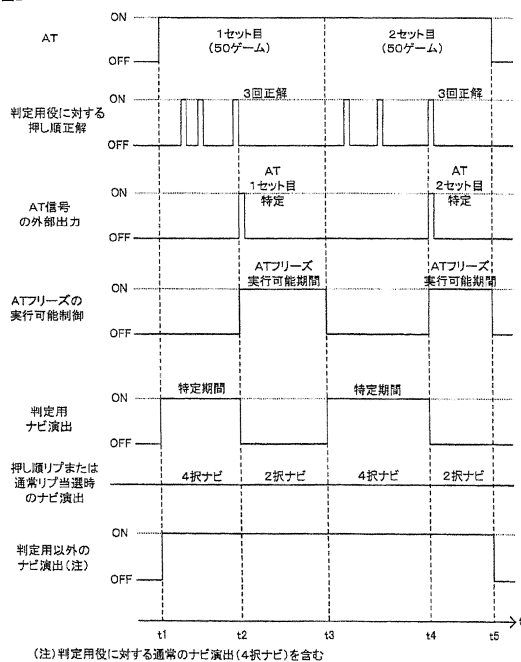 AT
ON
OFF
1セット目
(50ゲーム)
2セット目
(50ゲーム)
判定用役に対する
押し順正解
ON
OFF
3回正解
3回正解
AT信号
の外部出力
ON
OFF
AT
1セット目
特定
AT
2セット目
特定
ATフリーズの
実行可能制御
ON
OFF
ATフリーズ
実行可能期間
ATフリーズ
実行可能期間
判定用
ナビ演出
ON
OFF
特定期間
特定期間
押し順リプまたは
通常リプ当選時
のナビ演出
4択ナビ
2択ナビ
4択ナビ
2択ナビ
判定用以外の
ナビ演出(注)
ON
OFF
t1
t2
t3
t4
t5
t
(注)判定用役に対する通常のナビ演出(4択ナビ)を含む